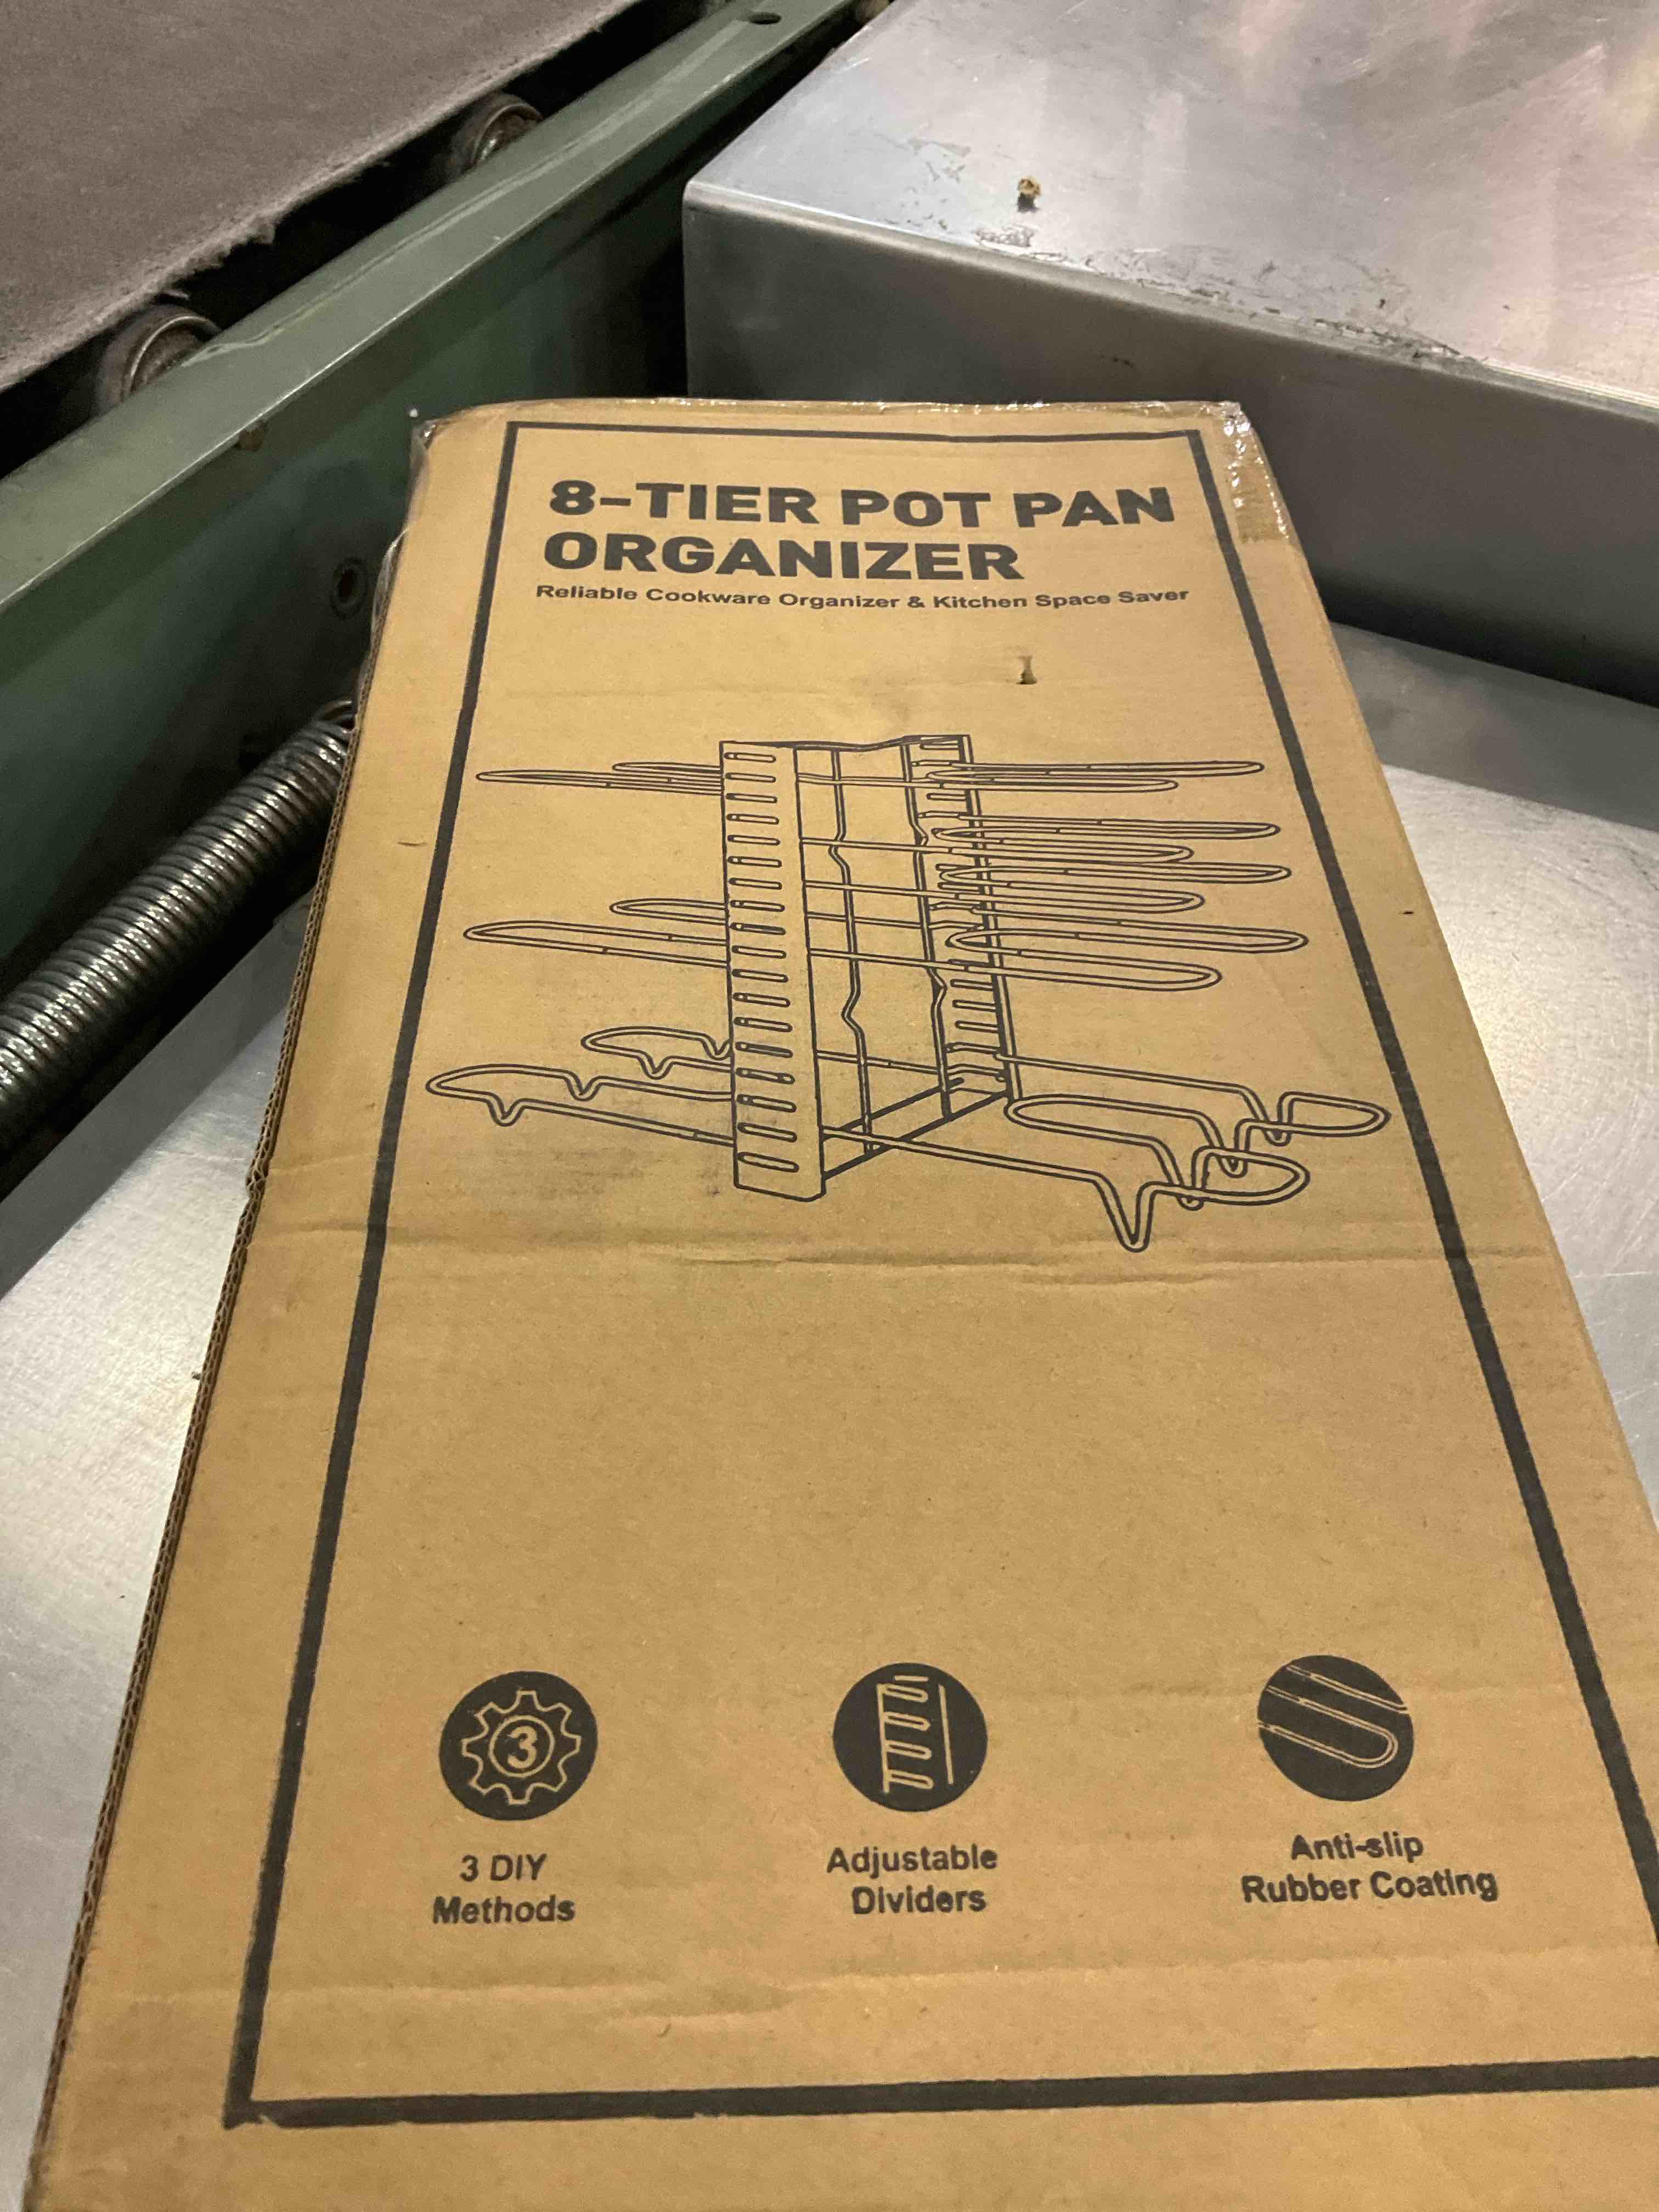 8-TIER POT PAN
ORGANIZER
Reliable Cookware Organizer & Kitchen Space Saver
3
3 DIY
Methods
Adjustable
Dividers
Anti-slip
Rubber Coating